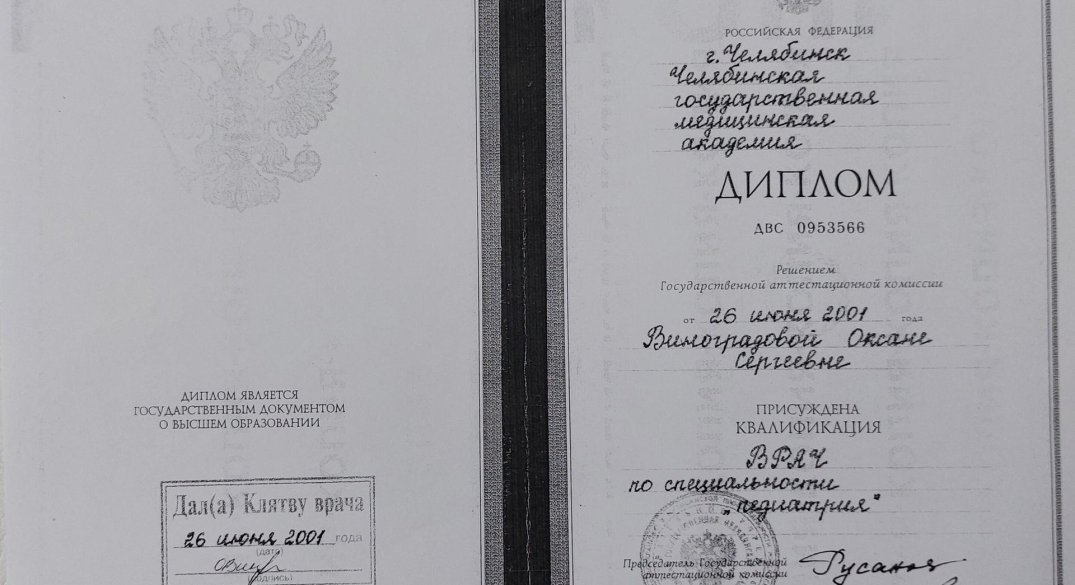 ДИПЛОМ ЯВЛЯЕТСЯ
ГОСУДАРСТВЕННЫМ ДОКУМЕНТОМ
О ВЫСШЕМ ОБРАЗОВАНИИ
Дал(а) Клятву врача
26 июня 2001 года
(дата)
(подпись)
РОССИЙСКАЯ ФЕДЕРАЦИЯ
г. Челябинск
Челябинская
государственная
медицинская
академия
ДИПЛОМ
ДВС 0953566
Решением
Государственной аттестационной комиссии
от 26 июня 2001 года
Виноградовой Оксане
Сергеевне
ПРИСУЖДЕНА
КВАЛИФИКАЦИЯ
ВРАЧ
по специальности
„педиатрия"
Председатель Государственной
аттестационной комиссии